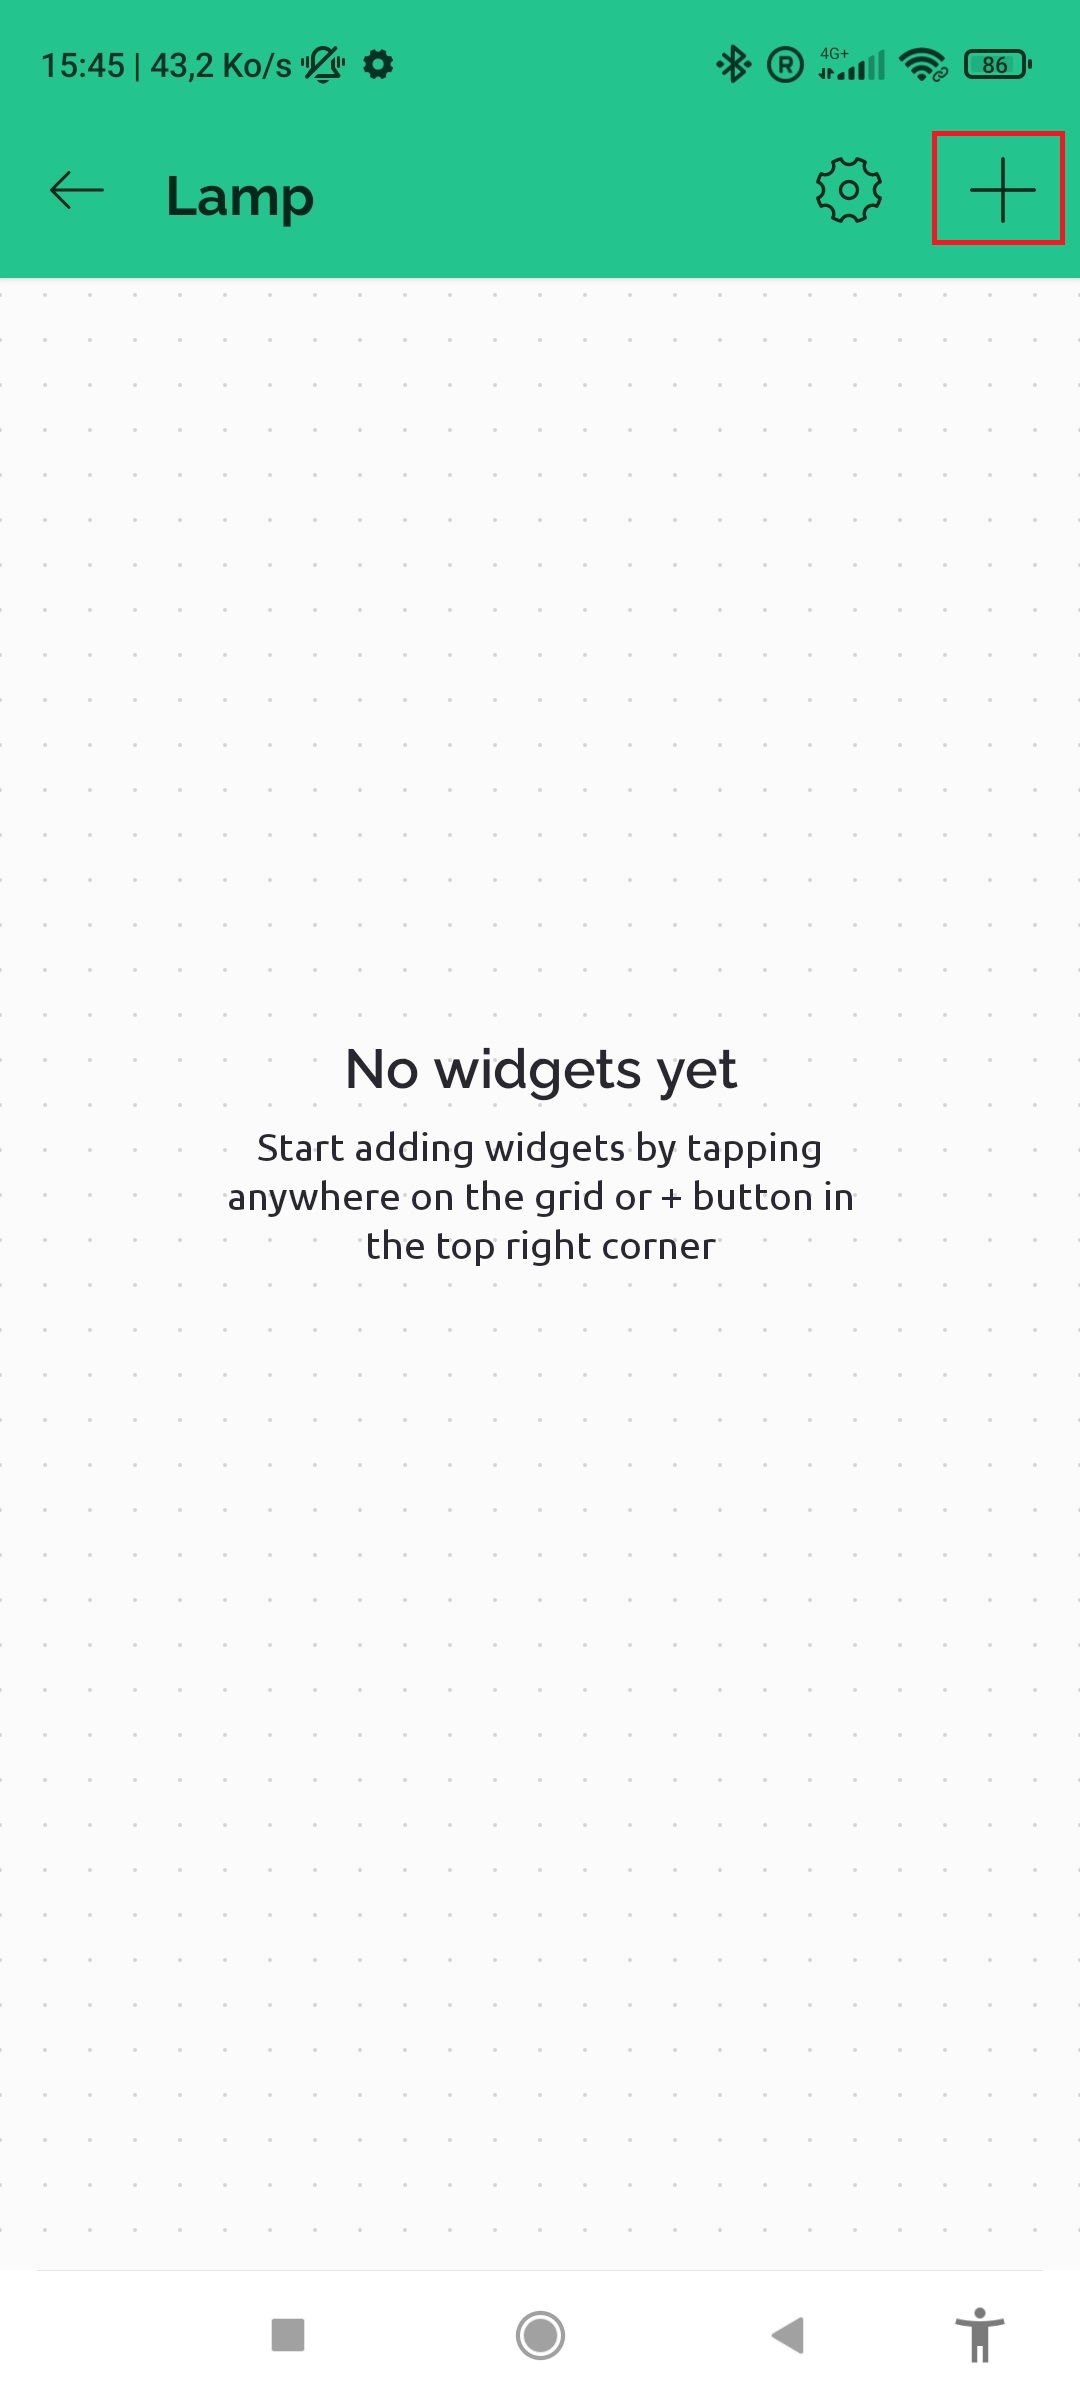 15:45 | 43,2 Ko/s
R 4G+ 86
Lamp
No widgets yet
Start adding widgets by tapping
anywhere on the grid or + button in
the top right corner